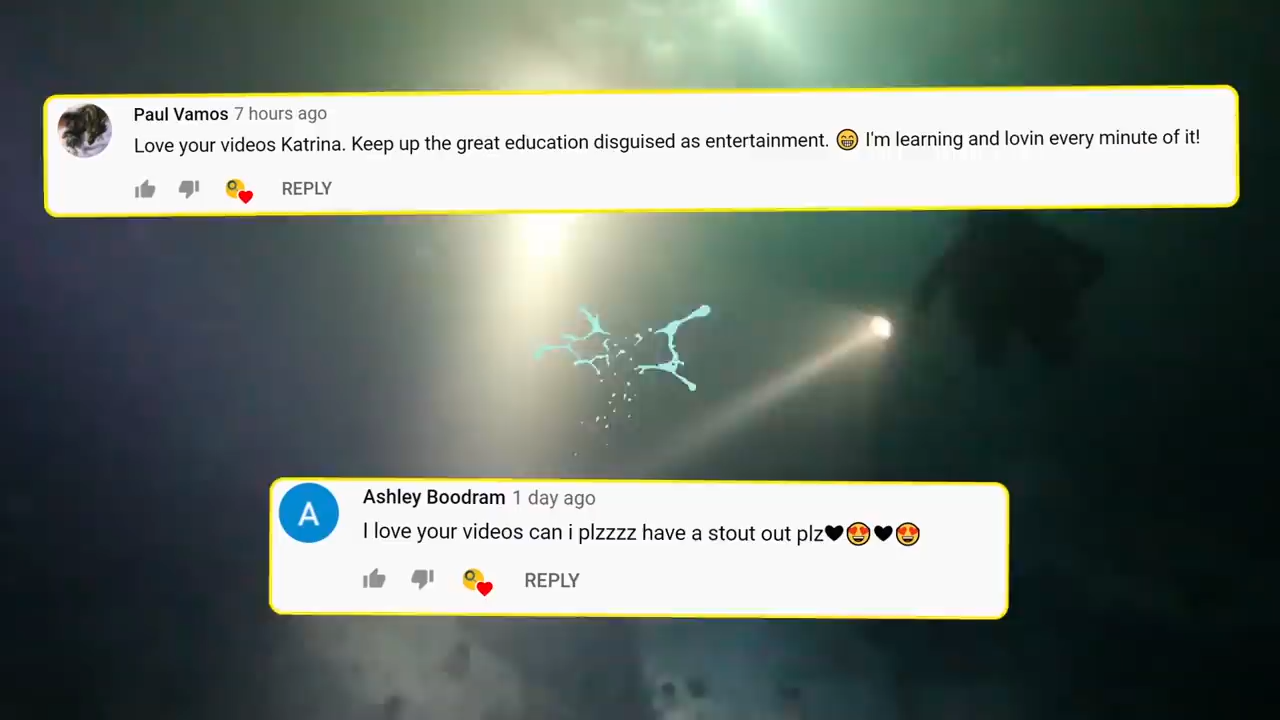 Paul Vamos 7 hours ago
Love your videos Katrina. Keep up the great education disguised as entertainment. 😁 I'm learning and lovin every minute of it!
REPLY
A
Ashley Boodram 1 day ago
I love your videos can i plzzzz have a stout out plz🖤😍🖤😍
REPLY